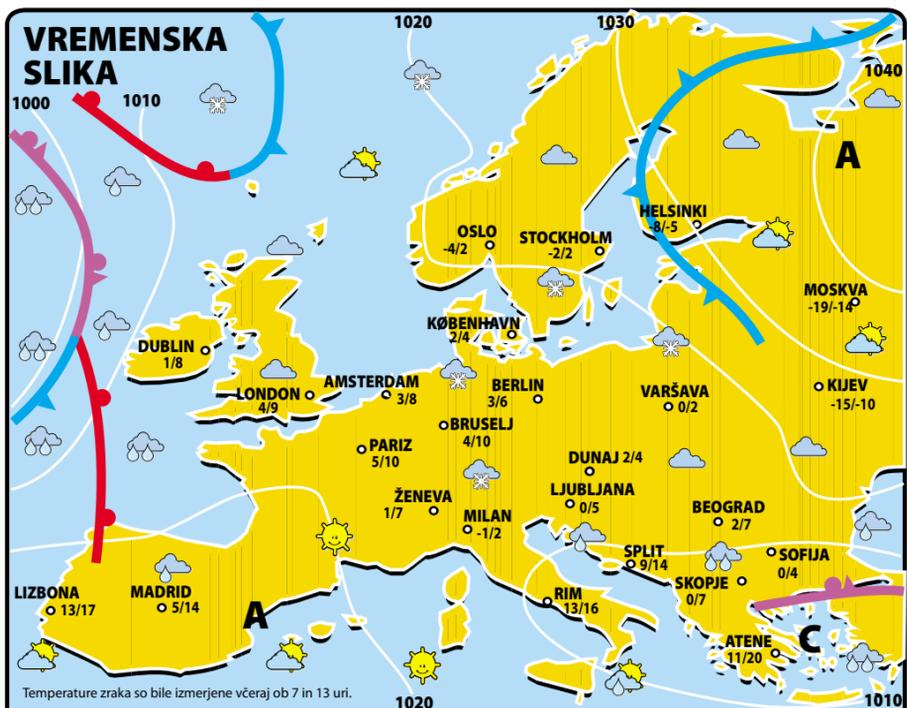 VREMENSKA
SLIKA
1000
1010
1020
1030
1040
A
HELSINKI
-8/-5
OSLO
-4/2
STOCKHOLM
-2/2
MOSKVA
-19/-14
KØBENHAVN
2/4
DUBLIN
1/8
LONDON
4/9
AMSTERDAM
3/8
BERLIN
3/6
VARŠAVA
0/2
KIJEV
-15/-10
BRUSELJ
4/10
PARIZ
5/10
DUNAJ 2/4
LJUBLJANA
0/5
ŽENEVA
1/7
MILAN
-1/2
BEOGRAD
2/7
SPLIT
9/14
SOFIJA
0/4
SKOPJE
0/7
LIZBONA
13/17
MADRID
5/14
A
RIM
13/16
ATENE
11/20
C
Temperature zraka so bile izmerjene včeraj ob 7 in 13 uri.
1020
1010